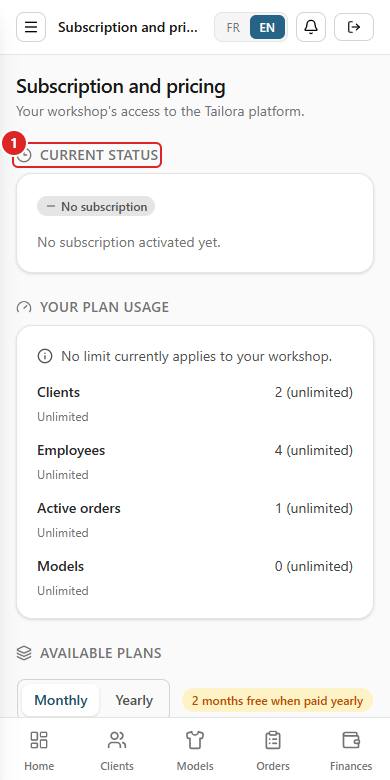 Subscription and pri...
FR
EN
Subscription and pricing
Your workshop's access to the Tailora platform.
1
CURRENT STATUS
No subscription
No subscription activated yet.
YOUR PLAN USAGE
No limit currently applies to your workshop.
Clients 2 (unlimited)
Unlimited
Employees 4 (unlimited)
Unlimited
Active orders 1 (unlimited)
Unlimited
Models 0 (unlimited)
Unlimited
AVAILABLE PLANS
Monthly Yearly 2 months free when paid yearly
Home Clients Models Orders Finances